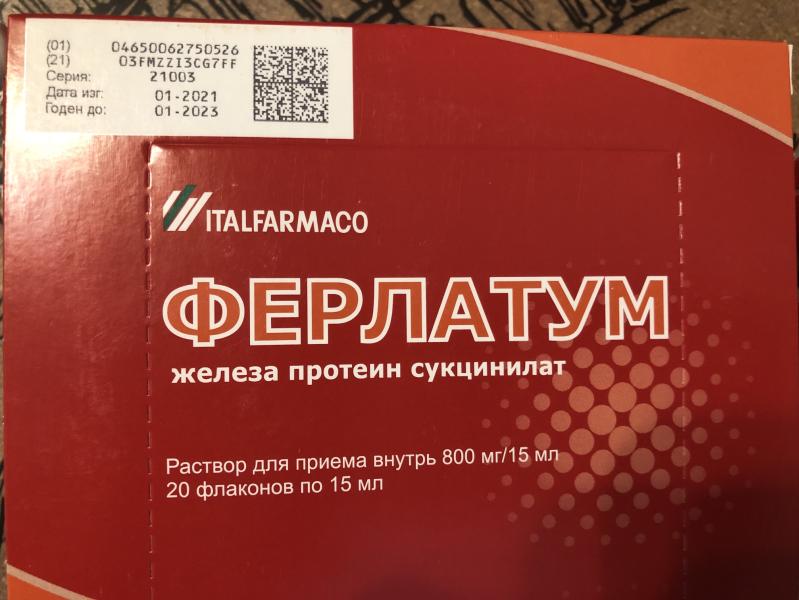 (01) 04650062750526
(21) 03FMZZI3CG7FF
Серия: 21003
Дата изг: 01-2021
Годен до: 01-2023
ITALFARMACO
ФЕРЛАТУМ
железа протеин сукцинилат
Раствор для приема внутрь 800 мг/15 мл
20 флаконов по 15 мл